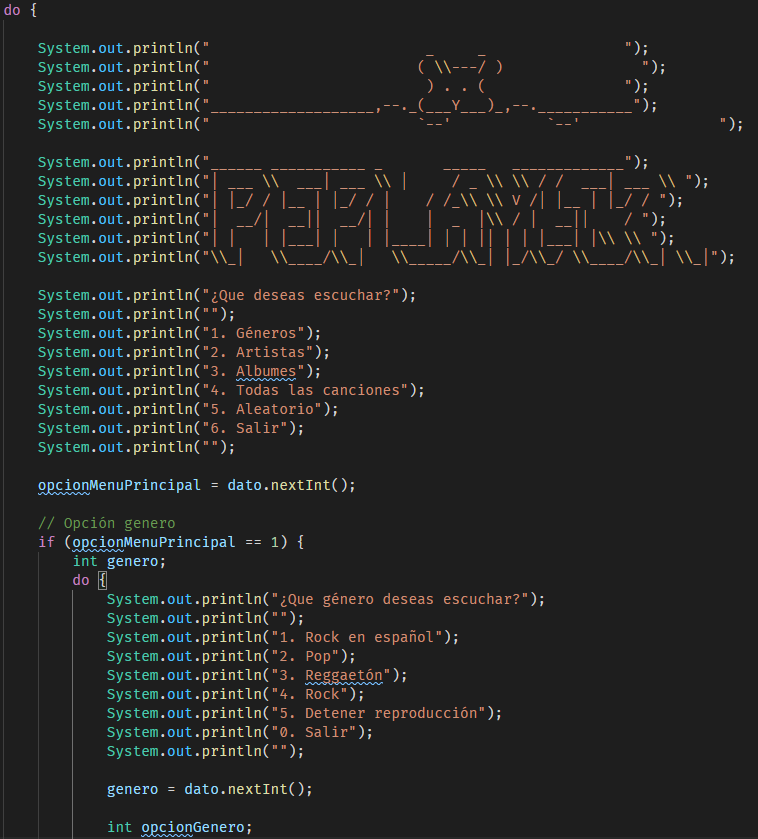 do {
System.out.println("                         _     _                ");
System.out.println("                        ( \\---/ )                ");
System.out.println("                         ) . . (                ");
System.out.println("___________________,--._(___Y___)_,--.___________");
System.out.println("                        `--'           `--'                ");
System.out.println("______ ___________ _      _____   _____________");
System.out.println("| ___ \\  ___| ___ \\ |     / _ \\ \\ / /  ___| ___ \\ ");
System.out.println("| |_/ / |__ | |_/ / |    / /_\\ \\ V /| |__ | |_/ / ");
System.out.println("|  __/|  __||  __/| |    |  _  |\\ / |  __||    / ");
System.out.println("| |   | |___| |   | |____| | | || | | |___| |\\ \\ ");
System.out.println("\\_|   \\____/\\_|   \\_____/\\_| |_/\\_/ \\____/\\_| \\_|");
System.out.println("¿Que deseas escuchar?");
System.out.println("");
System.out.println("1. Géneros");
System.out.println("2. Artistas");
System.out.println("3. Albumes");
System.out.println("4. Todas las canciones");
System.out.println("5. Aleatorio");
System.out.println("6. Salir");
System.out.println("");
opcionMenuPrincipal = dato.nextInt();
// Opción genero
if (opcionMenuPrincipal == 1) {
int genero;
do {
System.out.println("¿Que género deseas escuchar?");
System.out.println("");
System.out.println("1. Rock en español");
System.out.println("2. Pop");
System.out.println("3. Reggaetón");
System.out.println("4. Rock");
System.out.println("5. Detener reproducción");
System.out.println("0. Salir");
System.out.println("");
genero = dato.nextInt();
int opcionGenero;